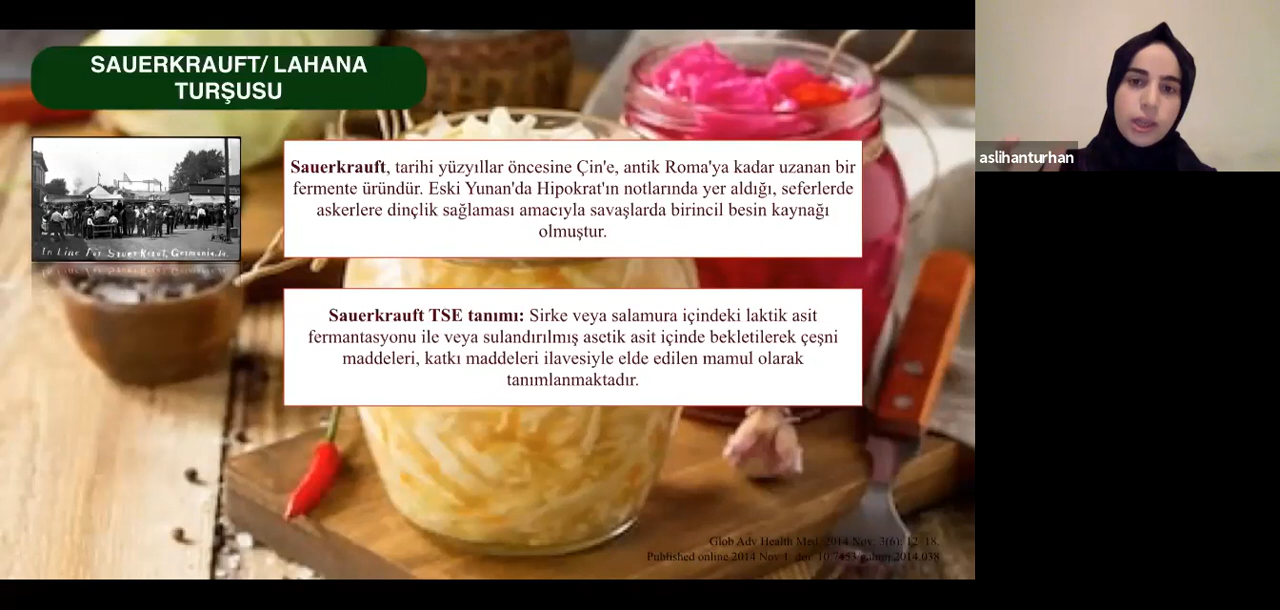 SAUERKRAUFT/ LAHANA
TURŞUSU
aslihanturhan
Sauerkrauft, tarihi yüzyıllar öncesine Çin'e, antik Roma'ya kadar uzanan bir
fermente üründür. Eski Yunan'da Hipokrat'ın notlarında yer aldığı, seferlerde
askerlere dinçlik sağlaması amacıyla savaşlarda birincil besin kaynağı
olmuştur.
In Line For Sauer Kraut, Germania, Ia.
Sauerkrauft TSE tanımı: Sirke veya salamura içindeki laktik asit
fermantasyonu ile veya sulandırılmış asetik asit içinde bekletilerek çeşni
maddeleri, katkı maddeleri ilavesiyle elde edilen mamul olarak
tanımlanmaktadır.
Glob Adv Health Med. 2014 Nov; 3(6): 12–18.
Published online 2014 Nov 1. doi: 10.7453/gahmj.2014.038